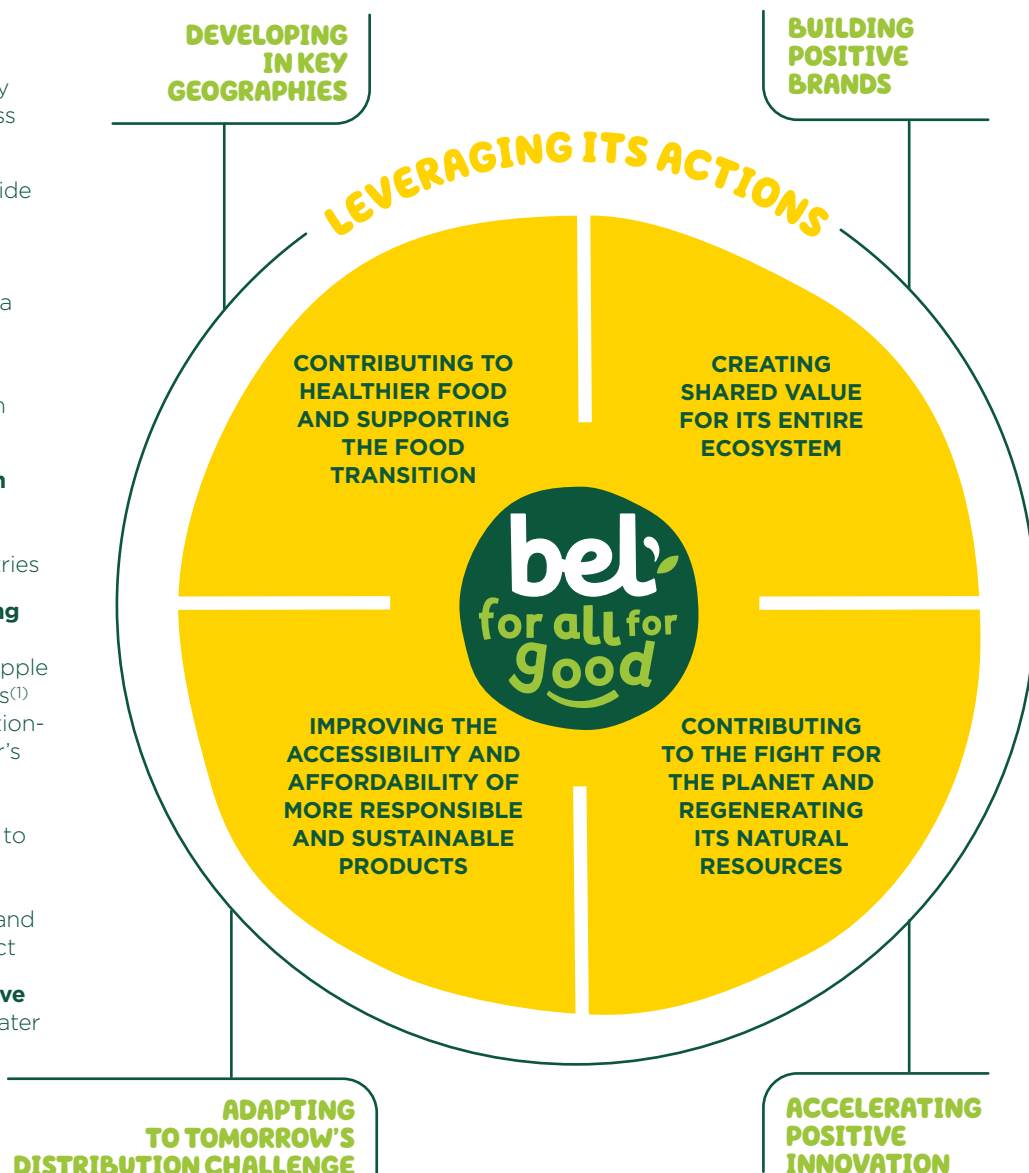 DEVELOPING
IN KEY
GEOGRAPHIES
BUILDING
POSITIVE
BRANDS
LEVERAGING ITS ACTIONS
CONTRIBUTING TO
HEALTHIER FOOD
AND SUPPORTING
THE FOOD
TRANSITION
CREATING
SHARED VALUE
FOR ITS ENTIRE
ECOSYSTEM
bel
for all for
good
IMPROVING THE
ACCESSIBILITY AND
AFFORDABILITY OF
MORE RESPONSIBLE
AND SUSTAINABLE
PRODUCTS
CONTRIBUTING
TO THE FIGHT FOR
THE PLANET AND
REGENERATING
ITS NATURAL
RESOURCES
ADAPTING
TO TOMORROW'S
DISTRIBUTION CHALLENGE
ACCELERATING
POSITIVE
INNOVATION
a
s(1)
to
and